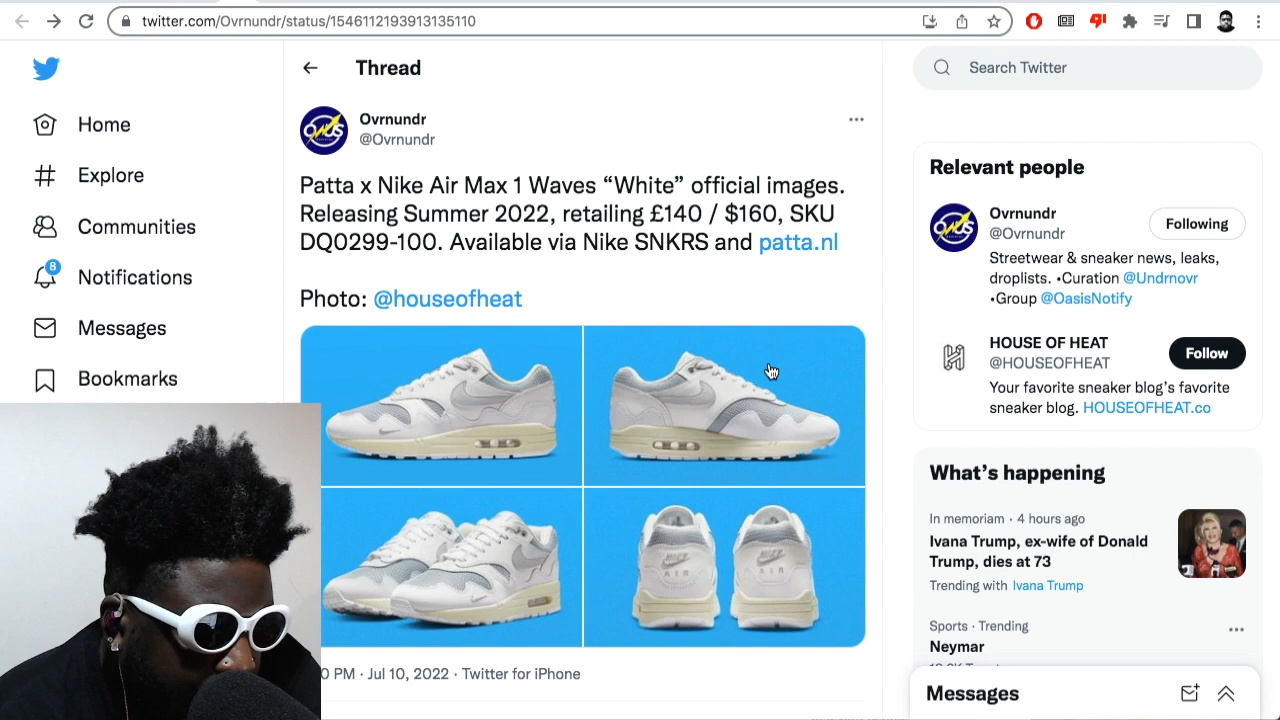 twitter.com/Ovrnundr/status/1546112193913135110
Home
Explore
Communities
8
Notifications
Messages
Bookmarks
Thread
Ovrnundr
@Ovrnundr
Patta x Nike Air Max 1 Waves “White” official images.
Releasing Summer 2022, retailing £140 / $160, SKU
DQ0299-100. Available via Nike SNKRS and patta.nl
Photo: @houseofheat
NIKE
AIR
NIKE
AIR
0 PM · Jul 10, 2022 · Twitter for iPhone
Search Twitter
Relevant people
Ovrnundr
@Ovrnundr
Following
Streetwear & sneaker news, leaks,
droplists. •Curation @Undrnovr
•Group @OasisNotify
HOUSE OF HEAT
@HOUSEOFHEAT
Follow
Your favorite sneaker blog’s favorite
sneaker blog. HOUSEOFHEAT.co
What’s happening
In memoriam · 4 hours ago
Ivana Trump, ex-wife of Donald
Trump, dies at 73
Trending with Ivana Trump
Sports · Trending
Neymar
Messages